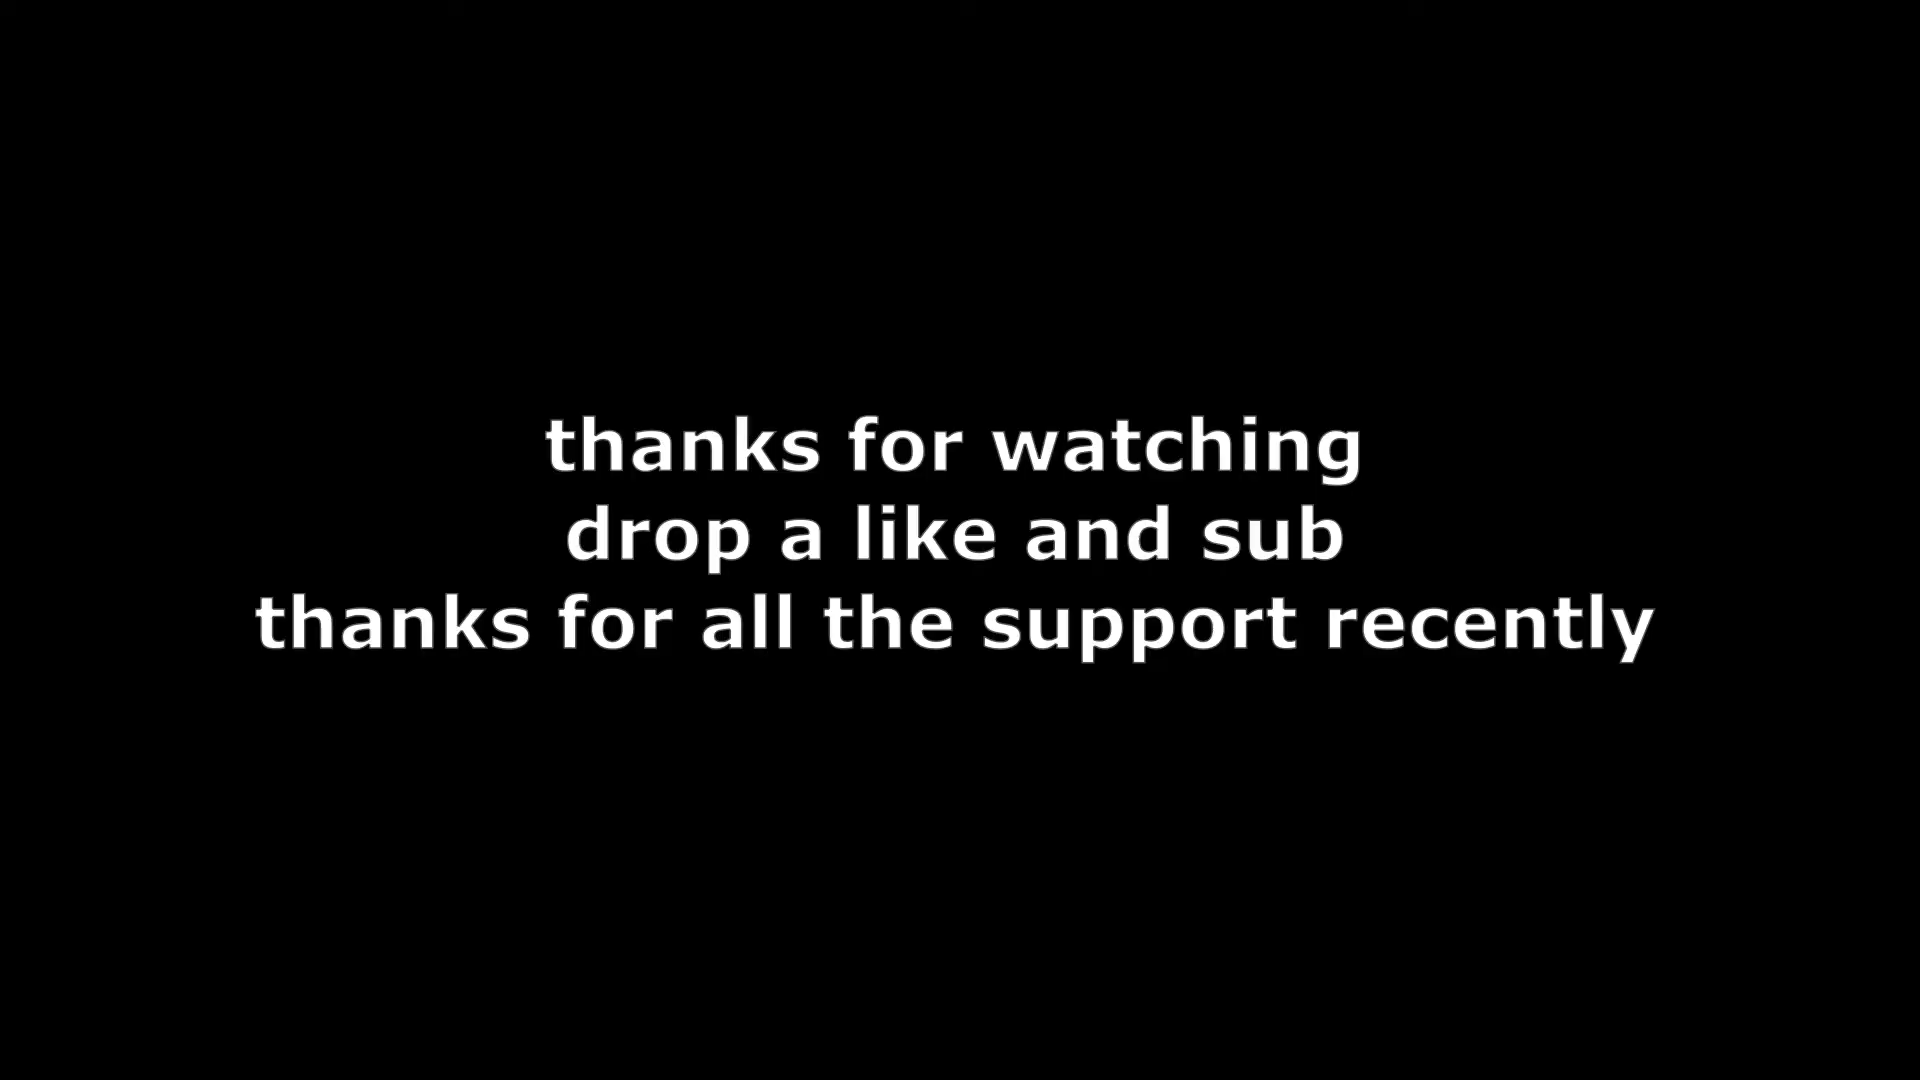 thanks for watching
drop a like and sub
thanks for all the support recently